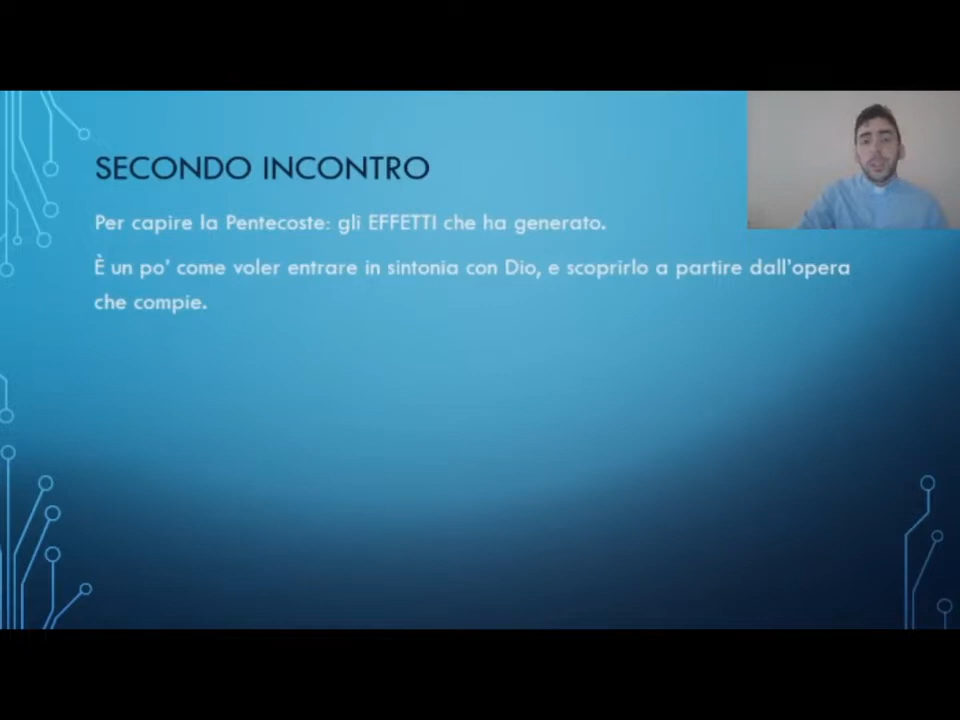 SECONDO INCONTRO
Per capire la Pentecoste: gli EFFETTI che ha generato.
È un po' come voler entrare in sintonia con Dio, e scoprirlo a partire dall'opera
che compie.